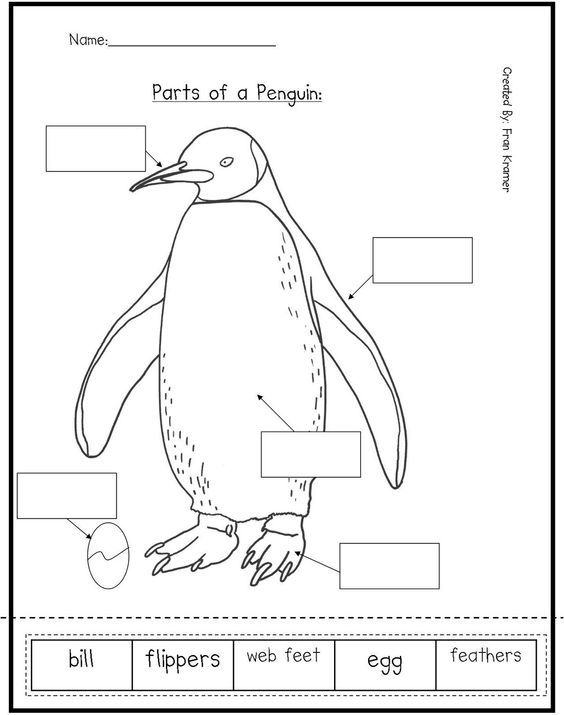 Name:
Parts of a Penguin:
Created By: Fran Kramer
bill
flippers
web feet
egg
feathers